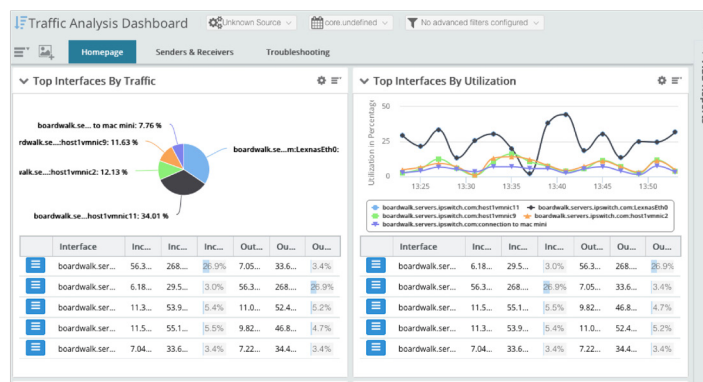 Traffic Analysis Dashboard
Unknown Source
core.undefined
No advanced filters configured
Homepage
Senders & Receivers
Troubleshooting
Top Interfaces By Traffic
boardwalk.se... to mac mini: 7.76 %
rdwalk.se....:host1vmnic9: 11.63 %
valk.se....:host1vmnic2: 12.13 %
boardwalk.se....host1vmnic11: 34.01 %
boardwalk.se....m:LexnasEth0:
Interface Inc... Inc... Inc... Out... Ou... Ou...
boardwalk.ser... 56.3... 268.... 26.9% 7.05... 33.6... 3.4%
boardwalk.ser... 6.18... 29.5... 3.0% 56.3... 268.... 26.9%
boardwalk.ser... 11.3... 53.9... 5.4% 11.0... 52.4... 5.2%
boardwalk.ser... 11.5... 55.1... 5.5% 9.82... 46.8... 4.7%
boardwalk.ser... 7.04... 33.6... 3.4% 7.22... 34.4... 3.4%
Top Interfaces By Utilization
Utilization in Percentage
50
25
0
13:25 13:30 13:35 13:40 13:45 13:50
boardwalk.servers.ipswitch.com:host1vmnic11 boardwalk.servers.ipswitch.com:LexnasEth0
boardwalk.servers.ipswitch.com:host1vmnic9 boardwalk.servers.ipswitch.com:host1vmnic2
boardwalk.servers.ipswitch.com:connection to mac mini
Interface Inc... Inc... Inc... Out... Ou... Ou...
boardwalk.ser... 6.18... 29.5... 3.0% 56.3... 268.... 26.9%
boardwalk.ser... 56.3... 268.... 26.9% 7.05... 33.6... 3.4%
boardwalk.ser... 11.5... 55.1... 5.5% 9.82... 46.8... 4.7%
boardwalk.ser... 11.3... 53.9... 5.4% 11.0... 52.4... 5.2%
boardwalk.ser... 7.04... 33.6... 3.4% 7.22... 34.4... 3.4%